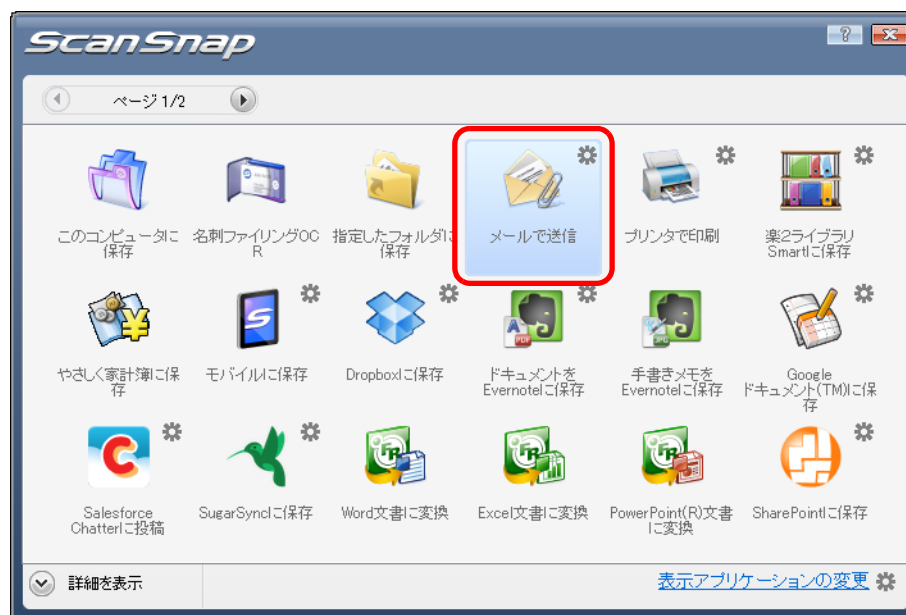 ScanSnap
?
ページ 1/2
このコンピュータに
保存
名刺ファイリングOC
R
指定したフォルダに
保存
メールで送信
プリンタで印刷
楽2ライブラリ
Smartに保存
やさしく家計簿に保
存
モバイルに保存
Dropboxに保存
ドキュメントを
Evernoteに保存
手書きメモを
Evernoteに保存
Google
ドキュメント(TM)に保
存
Salesforce
Chatterに投稿
SugarSyncに保存
Word文書に変換
Excel文書に変換
PowerPoint(R)文書
に変換
SharePointに保存
詳細を表示
表示アプリケーションの変更